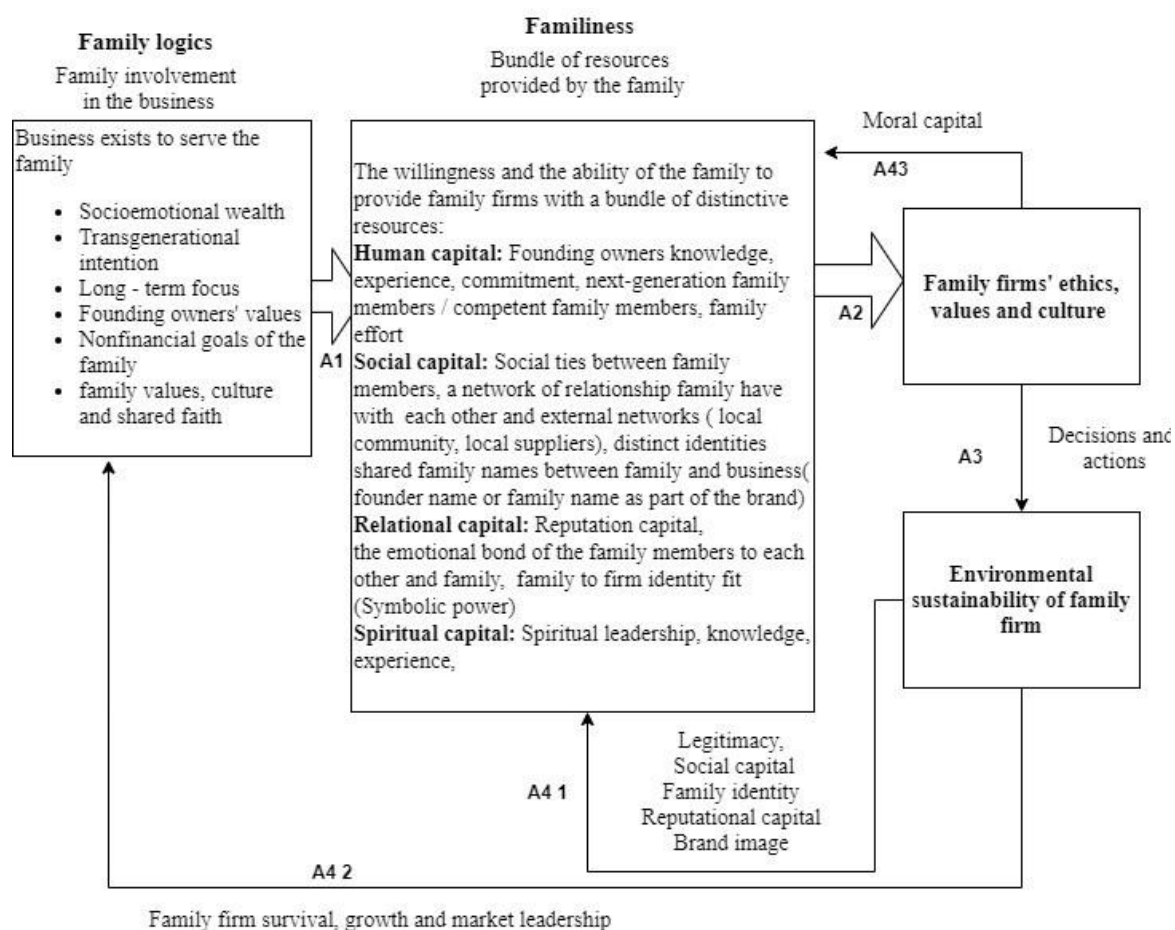 Family logics
Family involvement
in the business
Business exists to serve the
family
• Socioemotional wealth
• Transgenerational
intention
• Long - term focus
• Founding owners' values
• Nonfinancial goals of the
family
• family values, culture
and shared faith
A1
Familiness
Bundle of resources
provided by the family
The willingness and the ability of the family to
provide family firms with a bundle of distinctive
resources:
Human capital: Founding owners knowledge,
experience, commitment, next-generation family
members / competent family members, family
effort
Social capital: Social ties between family
members, a network of relationship family have
with each other and external networks ( local
community, local suppliers), distinct identities
shared family names between family and business(
founder name or family name as part of the brand)
Relational capital: Reputation capital,
the emotional bond of the family members to each
other and family, family to firm identity fit
(Symbolic power)
Spiritual capital: Spiritual leadership, knowledge,
experience,
Moral capital
A43
A2
Family firms' ethics,
values and culture
A3
Decisions and
actions
Environmental
sustainability of family
firm
A4 1
Legitimacy,
Social capital
Family identity
Reputational capital
Brand image
A4 2
Family firm survival, growth and market leadership